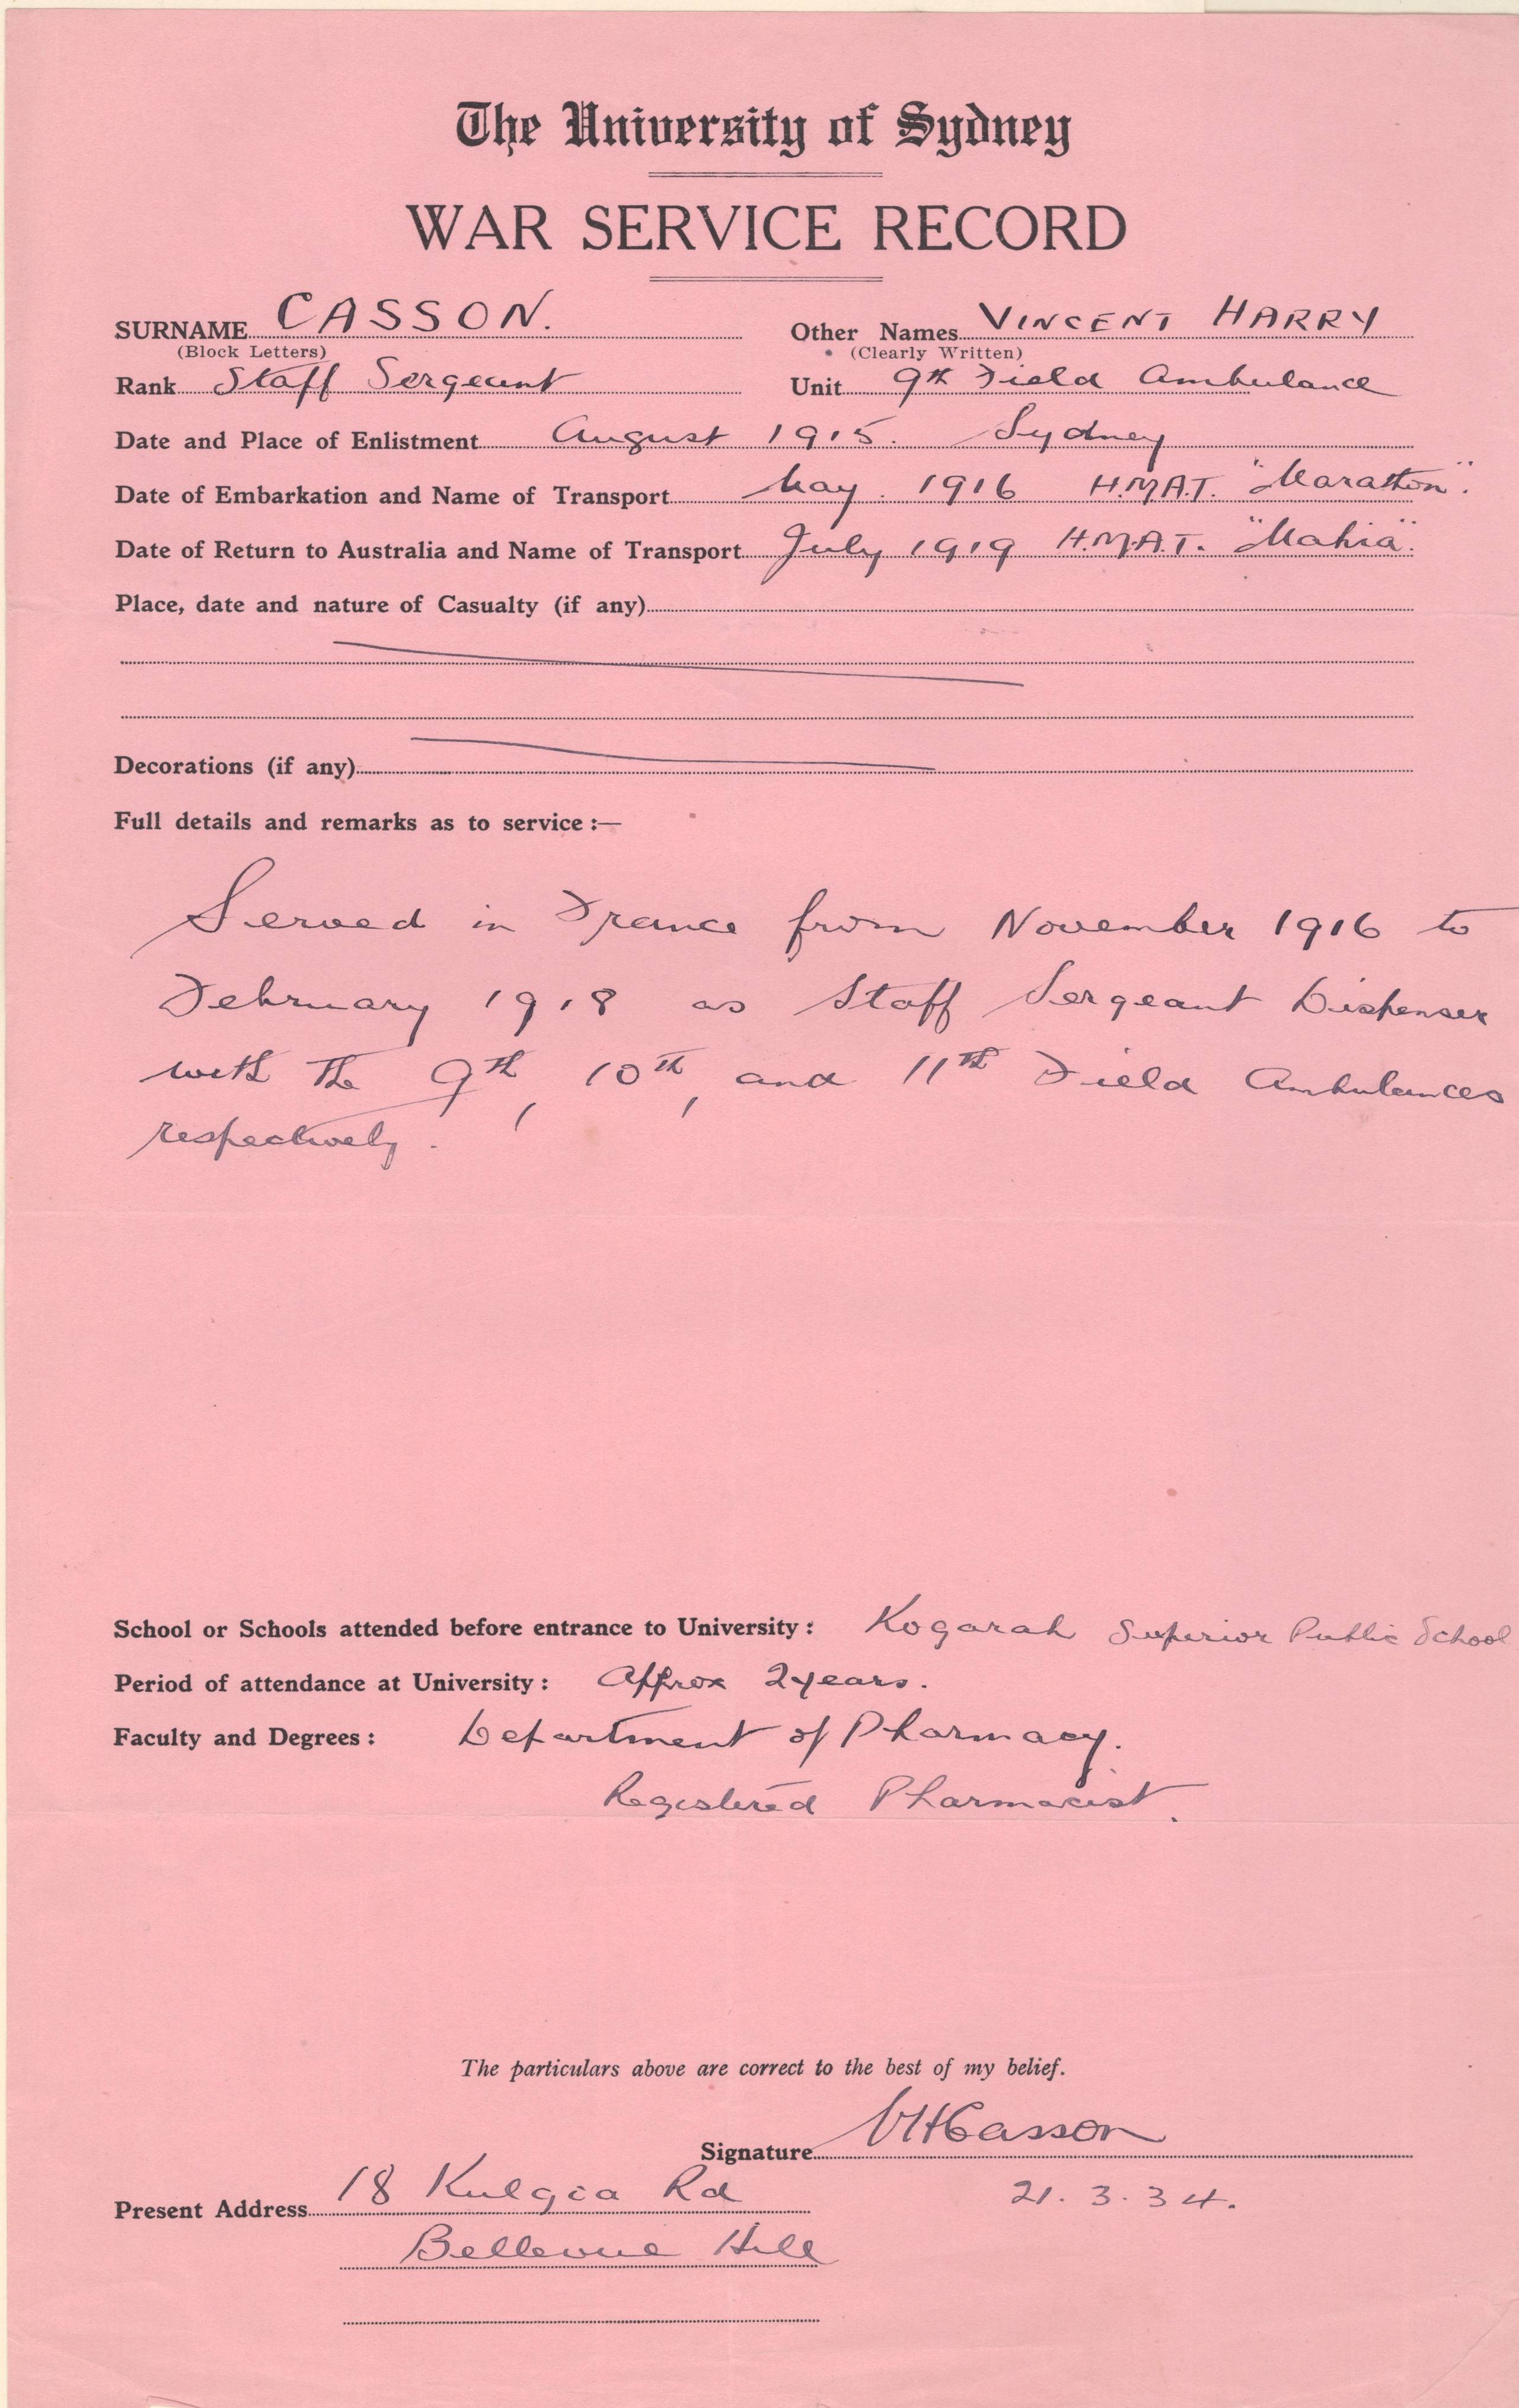 The University of Sydney
WAR SERVICE RECORD
SURNAME CASSON. Other Names VINCENT HARRY
(Block Letters) (Clearly Written)
Rank Staff Sergeant Unit 9th Field Ambulance
Date and Place of Enlistment August 1915. Sydney
Date of Embarkation and Name of Transport May. 1916 H.M.A.T. "Marathon".
Date of Return to Australia and Name of Transport July 1919 H.M.A.T. "Mahia".
Place, date and nature of Casualty (if any)
Decorations (if any)
Full details and remarks as to service:—
Served in France from November 1916 to
February 1918 as Staff Sergeant Dispenser
with the 9th, 10th, and 11th Field Ambulances
respectively.
School or Schools attended before entrance to University: Kogarah Superior Public School
Period of attendance at University: Approx 2 years.
Faculty and Degrees: Department of Pharmacy.
Registered Pharmacist.
The particulars above are correct to the best of my belief.
Signature VHCasson
Present Address 18 Kulgoa Rd 21.3.34.
Bellevue Hill